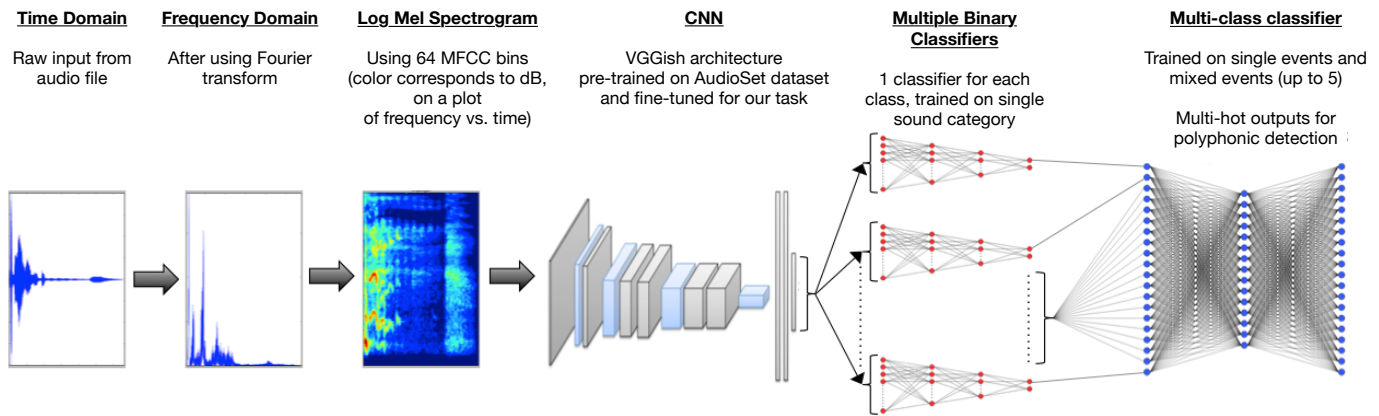 Time Domain
Raw input from
audio file
Frequency Domain
After using Fourier
transform
Log Mel Spectrogram
Using 64 MFCC bins
(color corresponds to dB,
on a plot
of frequency vs. time)
CNN
VGGish architecture
pre-trained on AudioSet dataset
and fine-tuned for our task
Multiple Binary
Classifiers
1 classifier for each
class, trained on single
sound category
Multi-class classifier
Trained on single events and
mixed events (up to 5)
Multi-hot outputs for
polyphonic detection